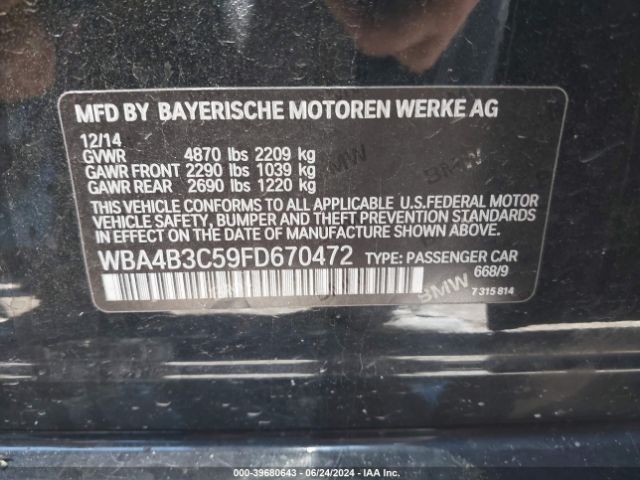 MFD BY BAYERISCHE MOTOREN WERKE AG
12/14
GVWR 4870 lbs 2209 kg
GAWR FRONT 2290 lbs 1039 kg
GAWR REAR 2690 lbs 1220 kg
THIS VEHICLE CONFORMS TO ALL APPLICABLE U.S.FEDERAL MOTOR
VEHICLE SAFETY, BUMPER AND THEFT PREVENTION STANDARDS
IN EFFECT ON THE DATE OF MANUFACTURE SHOWN ABOVE.
WBA4B3C59FD670472 TYPE: PASSENGER CAR
668/9
BMW
7 315 814
000-39680643 / 06/24/2024 / IAA Inc.